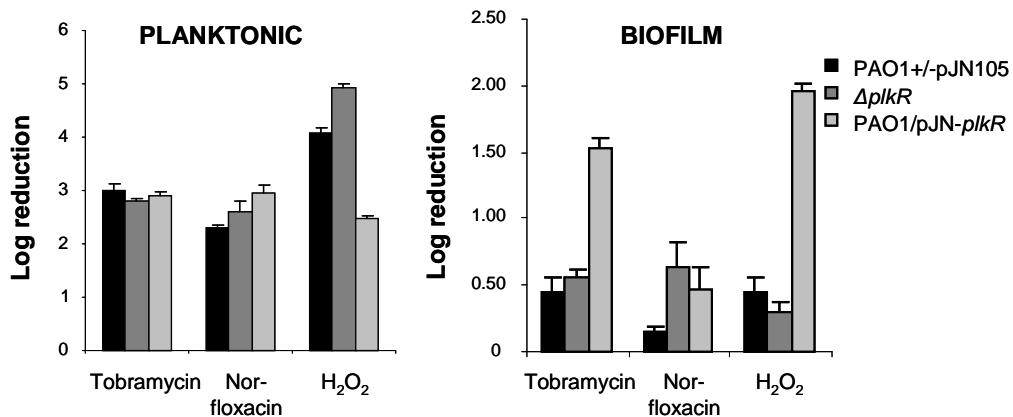 PLANKTONIC
Log reduction
6
5
4
3
2
1
0
Tobramycin
Nor-
floxacin
H₂O₂
BIOFILM
Log reduction
2.50
2.00
1.50
1.00
0.50
0
Tobramycin
Nor-
floxacin
H₂O₂
PAO1+/-pJN105
ΔplkR
PAO1/pJN-plkR